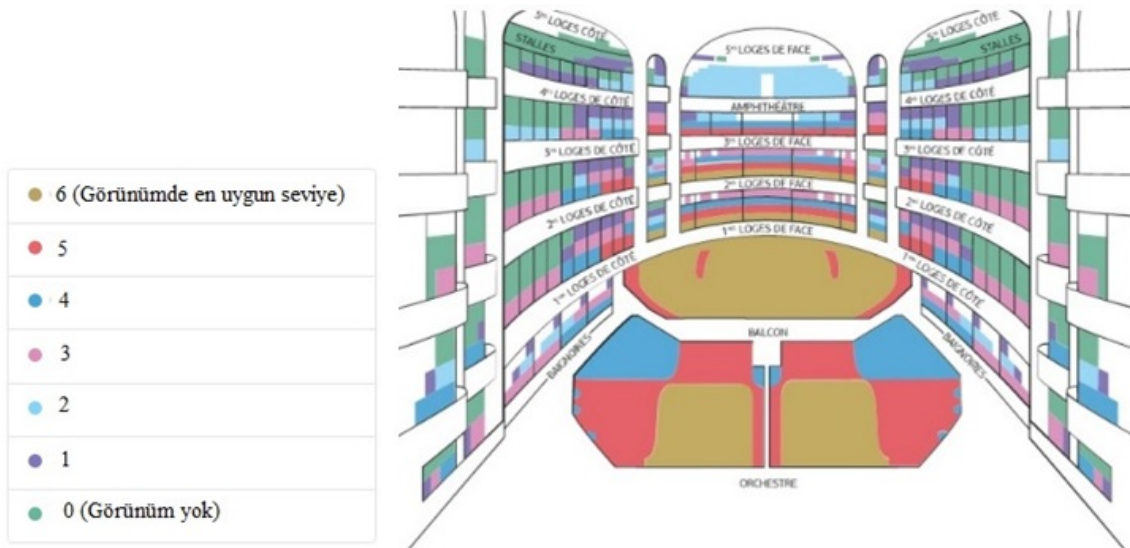 6 (Görünümde en uygun seviye)
5
4
3
2
1
0 (Görünüm yok)
5es LOGES CÔTÉ
STALLES
4es LOGES DE CÔTÉ
3es LOGES DE CÔTÉ
2es LOGES DE CÔTÉ
1res LOGES DE CÔTÉ
BAIGNOIRES
5es LOGES DE FACE
AMPHITHÉÂTRE
3es LOGES DE FACE
2es LOGES DE FACE
1res LOGES DE FACE
BALCON
ORCHESTRE
5es LOGES CÔTÉ
STALLES
4es LOGES DE CÔTÉ
3es LOGES DE CÔTÉ
2es LOGES DE CÔTÉ
1res LOGES DE CÔTÉ
BAIGNOIRES